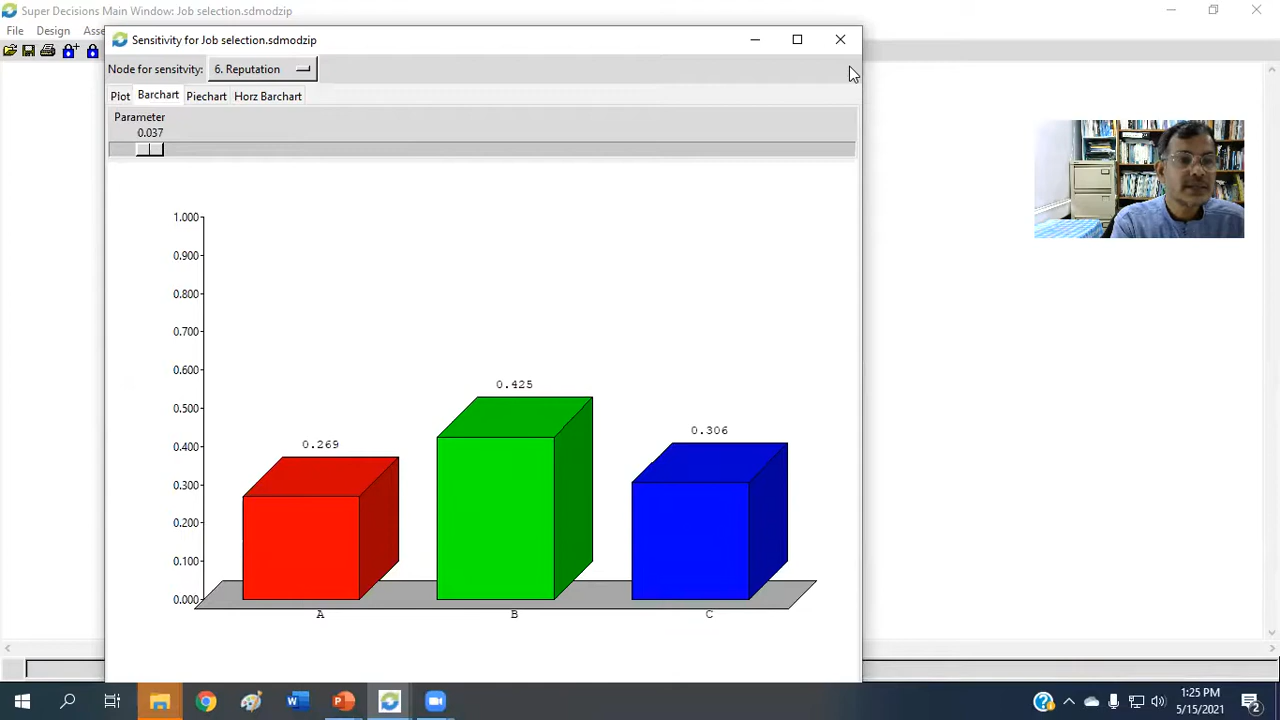 Super Decisions Main Window: Job selection.sdmodzip
File Design Asse
Sensitivity for Job selection.sdmodzip
Node for sensitvity: 6. Reputation
Plot Barchart Piechart Horz Barchart
Parameter
0.037
1.000
0.900
0.800
0.700
0.600
0.500
0.400
0.300
0.200
0.100
0.000
0.269
0.425
0.306
A B C
1:25 PM
5/15/2021
2